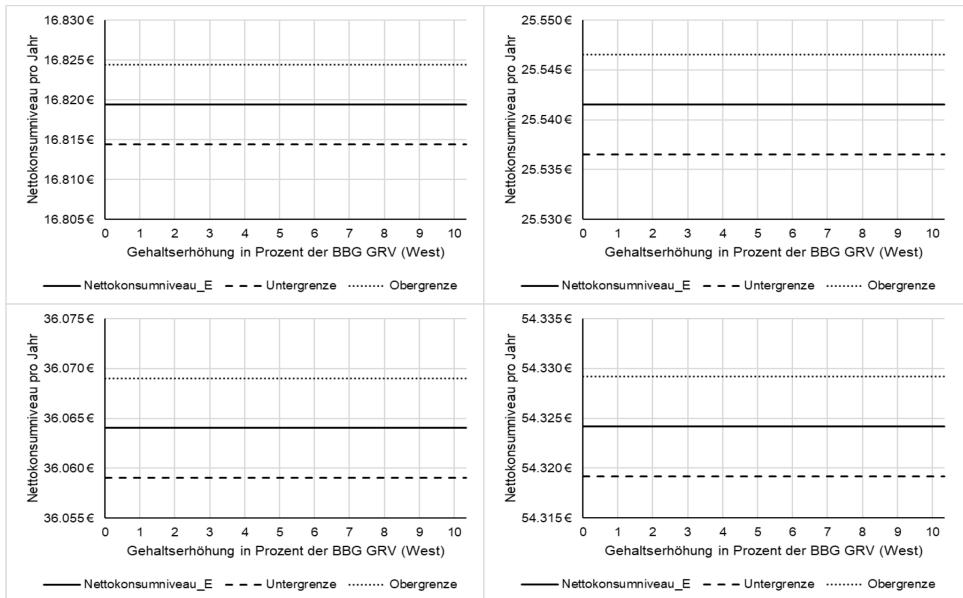 Nettokonsumniveau pro Jahr
16.830€
16.825€
16.820€
16.815€
16.810€
16.805€
0 1 2 3 4 5 6 7 8 9 10
Gehaltserhöhung in Prozent der BBG GRV (West)
Nettokonsumniveau_E Untergrenze Obergrenze
Nettokonsumniveau pro Jahr
25.550€
25.545€
25.540€
25.535€
25.530€
0 1 2 3 4 5 6 7 8 9 10
Gehaltserhöhung in Prozent der BBG GRV (West)
Nettokonsumniveau_E Untergrenze Obergrenze
Nettokonsumniveau pro Jahr
36.075€
36.070€
36.065€
36.060€
36.055€
0 1 2 3 4 5 6 7 8 9 10
Gehaltserhöhung in Prozent der BBG GRV (West)
Nettokonsumniveau_E Untergrenze Obergrenze
Nettokonsumniveau pro Jahr
54.335€
54.330€
54.325€
54.320€
54.315€
0 1 2 3 4 5 6 7 8 9 10
Gehaltserhöhung in Prozent der BBG GRV (West)
Nettokonsumniveau_E Untergrenze Obergrenze